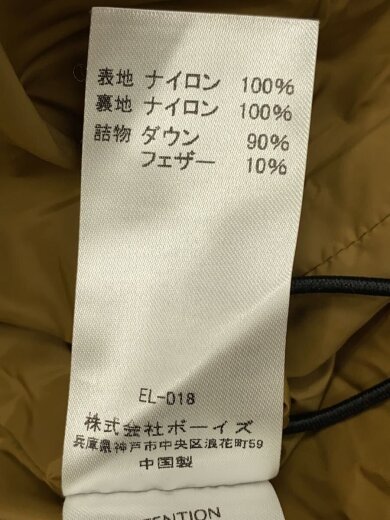 表地 ナイロン 100%
裏地 ナイロン 100%
詰物 ダウン 90%
フェザー 10%
EL-018
株式会社ボーイズ
兵庫県神戸市中央区浪花町59
中国製